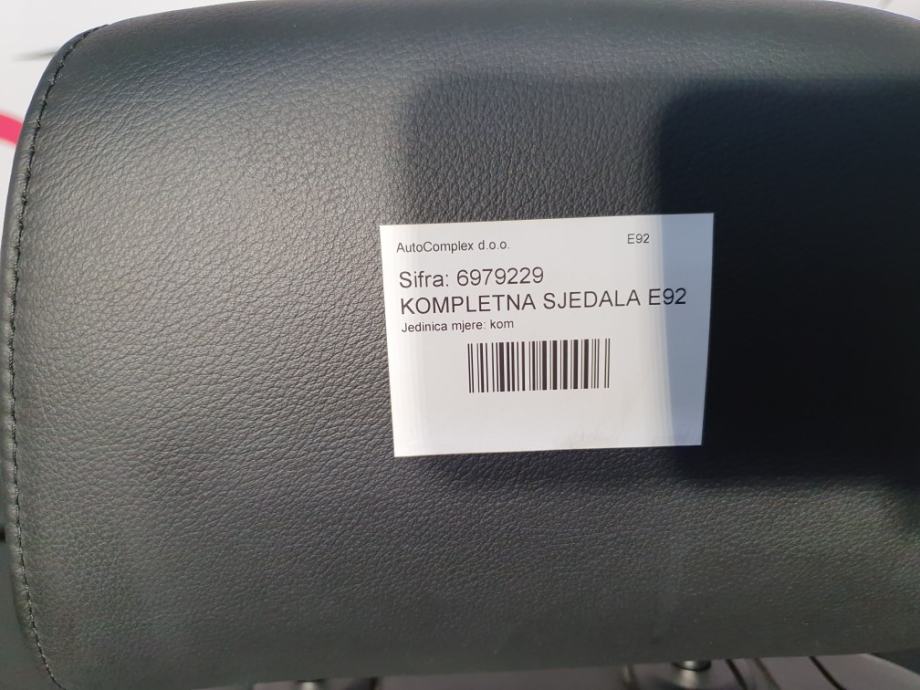 AutoComplex d.o.o. E92
Sifra: 6979229
KOMPLETNA SJEDALA E92
Jedinica mjere: kom